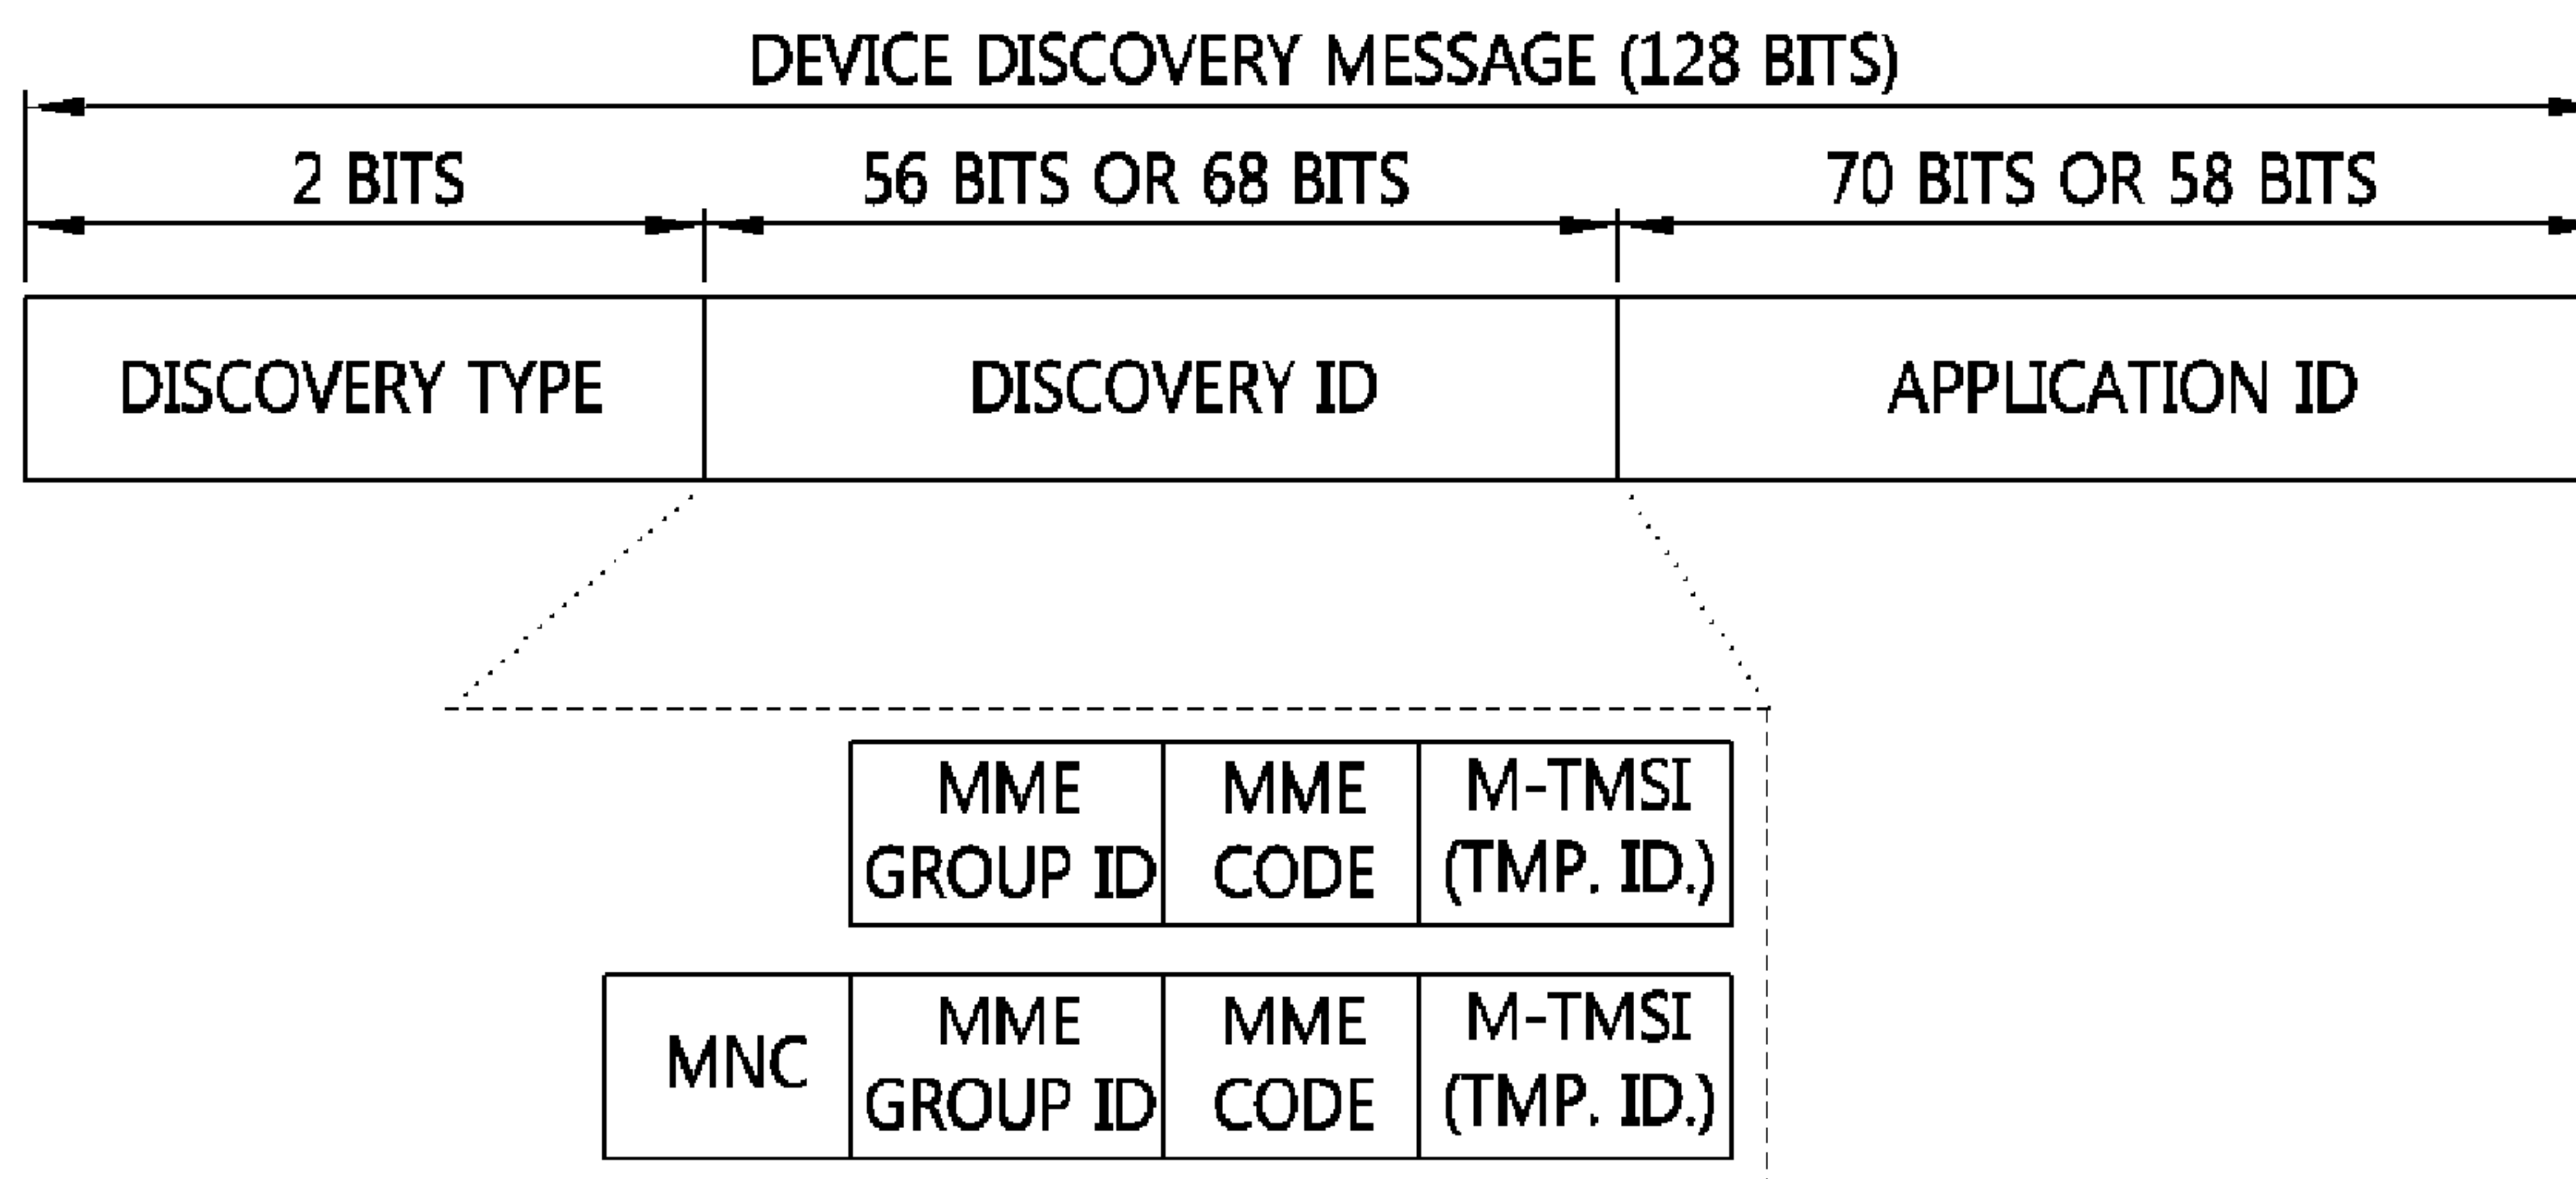 DEVICE DISCOVERY MESSAGE (128 BITS)
2 BITS
56 BITS OR 68 BITS
70 BITS OR 58 BITS
DISCOVERY TYPE
DISCOVERY ID
APPLICATION ID
MME
GROUP ID
MME
CODE
M-TMSI
(TMP. ID.)
MNC
MME
GROUP ID
MME
CODE
M-TMSI
(TMP. ID.)